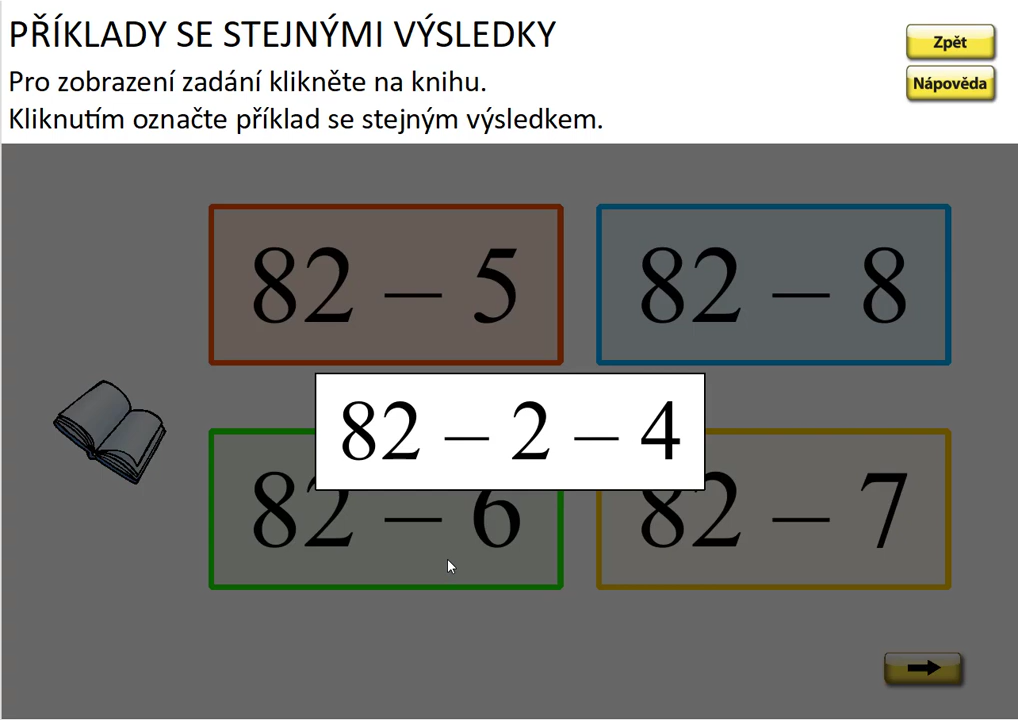 PŘÍKLADY SE STEJNÝMI VÝSLEDKY
Zpět
Pro zobrazení zadání klikněte na knihu.
Nápověda
Kliknutím označte příklad se stejným výsledkem.
82 – 5
82 – 8
82 – 2 – 4
82 – 6
82 – 7